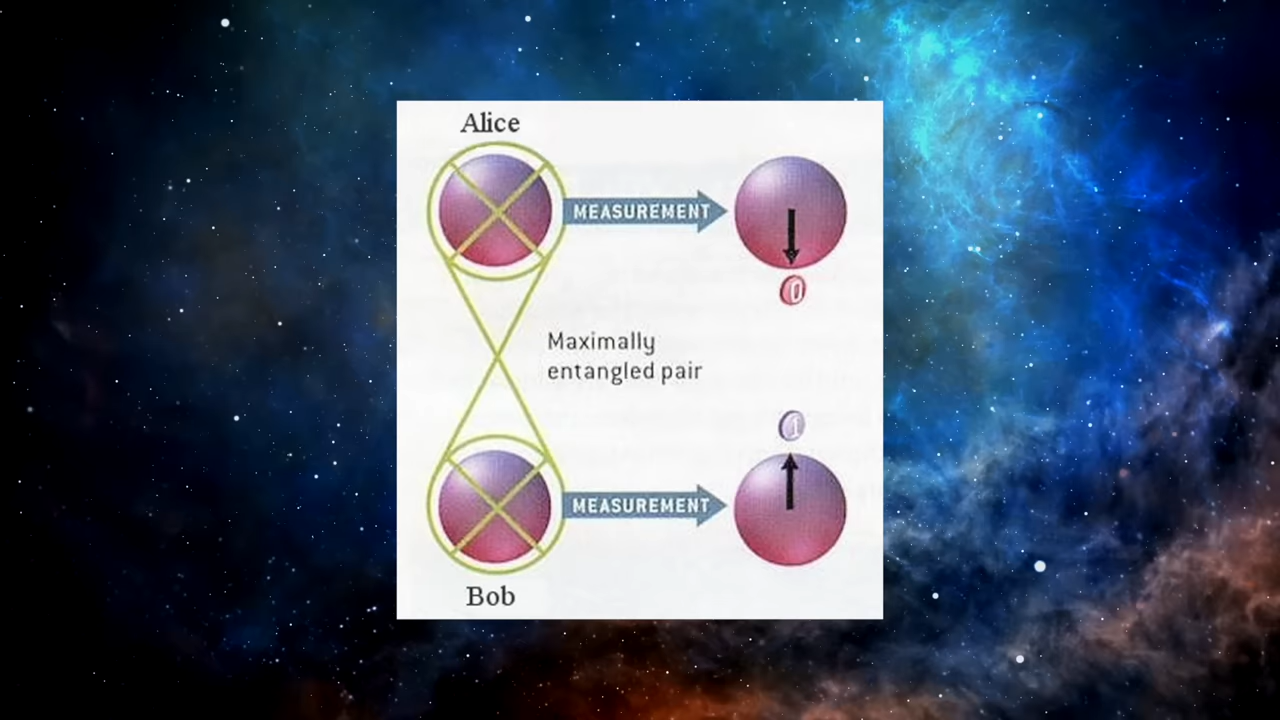 Alice
MEASUREMENT
0
Maximally
entangled pair
1
MEASUREMENT
Bob